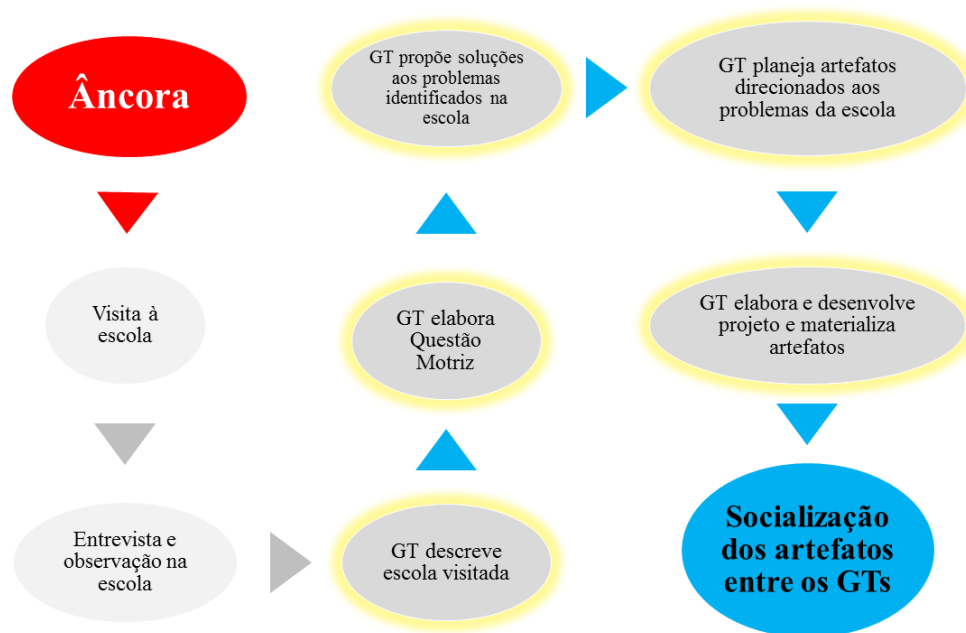 Âncora
Visita à
escola
Entrevista e
observação na
escola
GT descreve
escola visitada
GT elabora
Questão
Motriz
GT propõe soluções
aos problemas
identificados na
escola
GT planeja artefatos
direcionados aos
problemas da escola
GT elabora e desenvolve
projeto e materializa
artefatos
Socialização
dos artefatos
entre os GTs